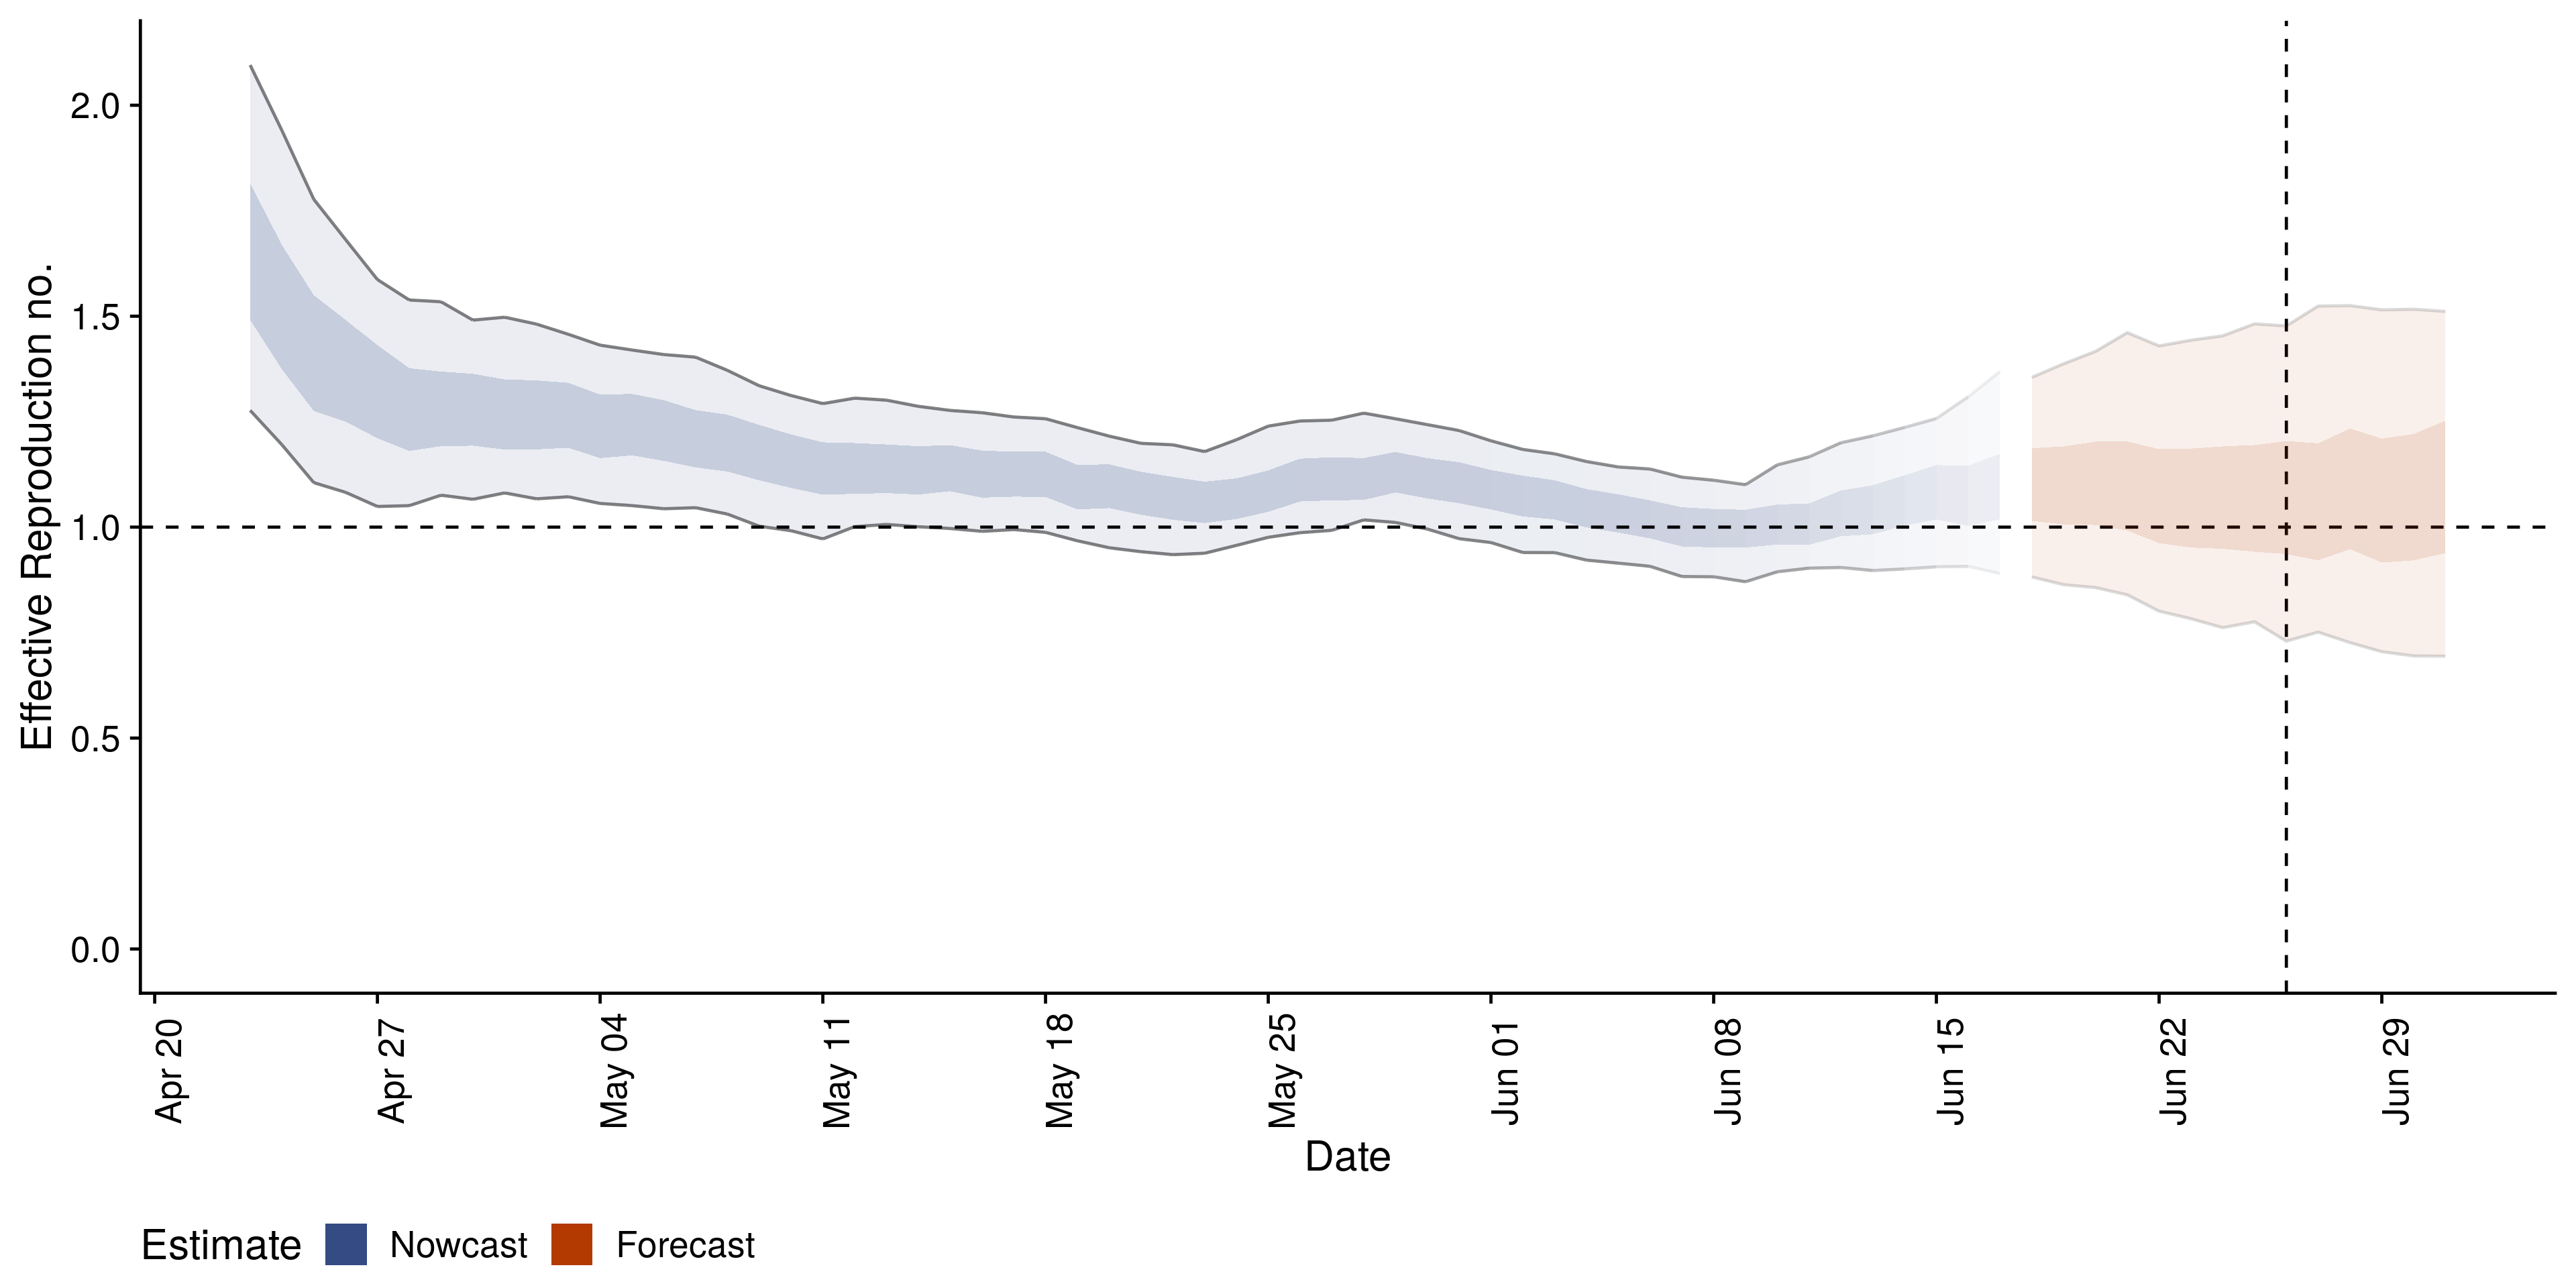 Effective Reproduction no.
2.0
1.5
1.0
0.5
0.0
Apr 20
Apr 27
May 04
May 11
May 18
May 25
Jun 01
Jun 08
Jun 15
Jun 22
Jun 29
Date
Estimate Nowcast Forecast